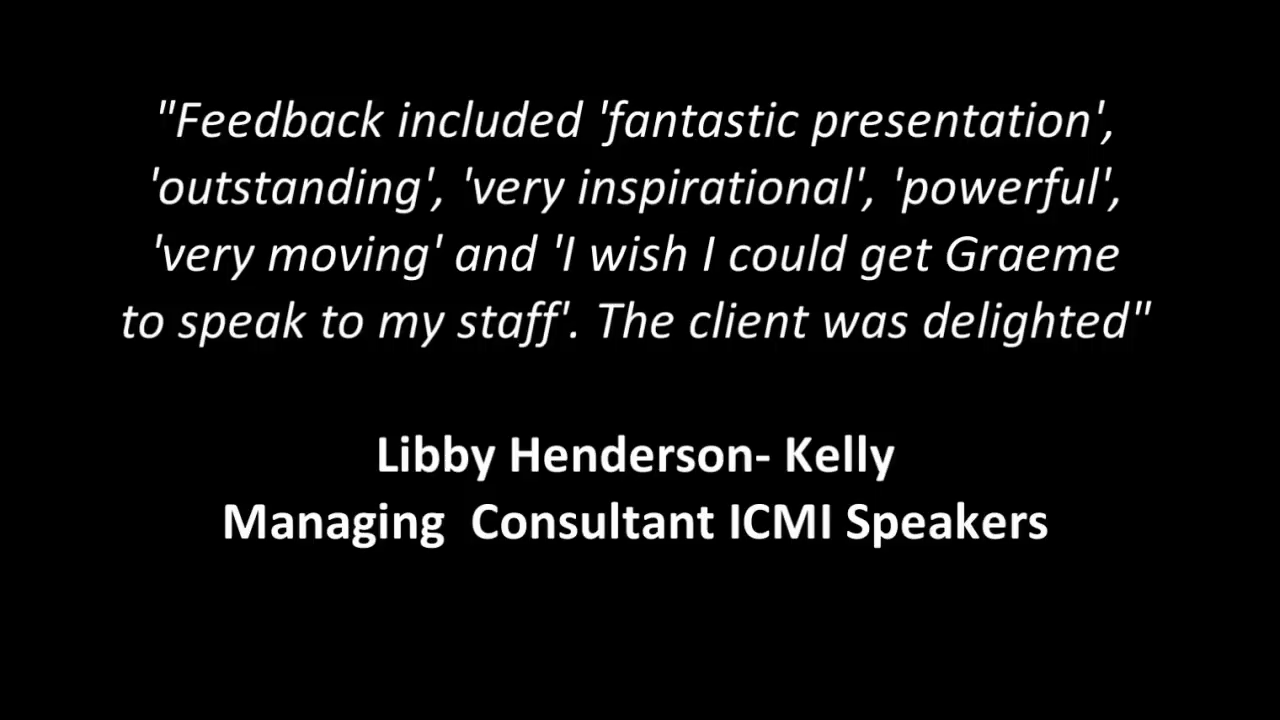 "Feedback included 'fantastic presentation',
'outstanding', 'very inspirational', 'powerful',
'very moving' and 'I wish I could get Graeme
to speak to my staff'. The client was delighted"
Libby Henderson- Kelly
Managing  Consultant ICMI Speakers